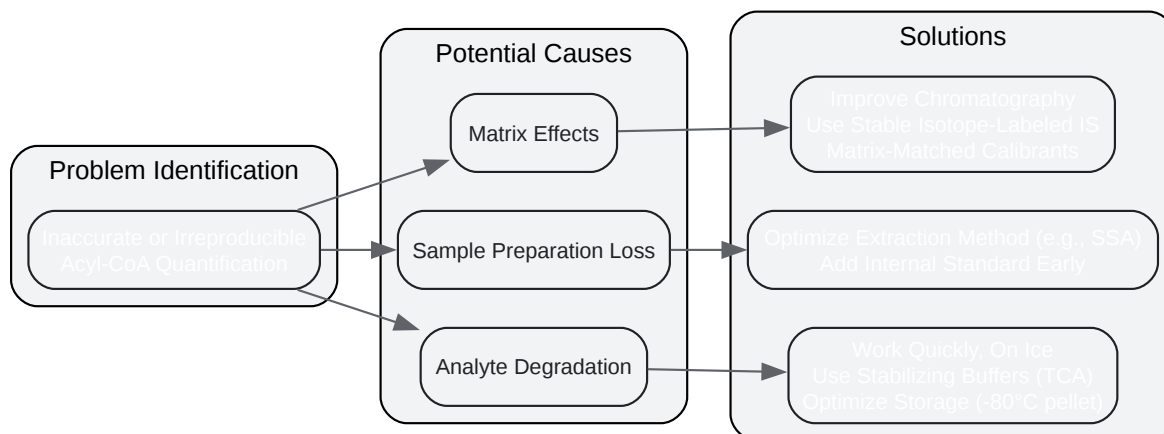 Problem Identification
Inaccurate or Irreproducible
Acyl-CoA Quantification
Potential Causes
Matrix Effects
Sample Preparation Loss
Analyte Degradation
Solutions
Improve Chromatography
Use Stable Isotope-Labeled IS
Matrix-Matched Calibrants
Optimize Extraction Method (e.g., SSA)
Add Internal Standard Early
Work Quickly, On Ice
Use Stabilizing Buffers (TCA)
Optimize Storage (-80°C pellet)